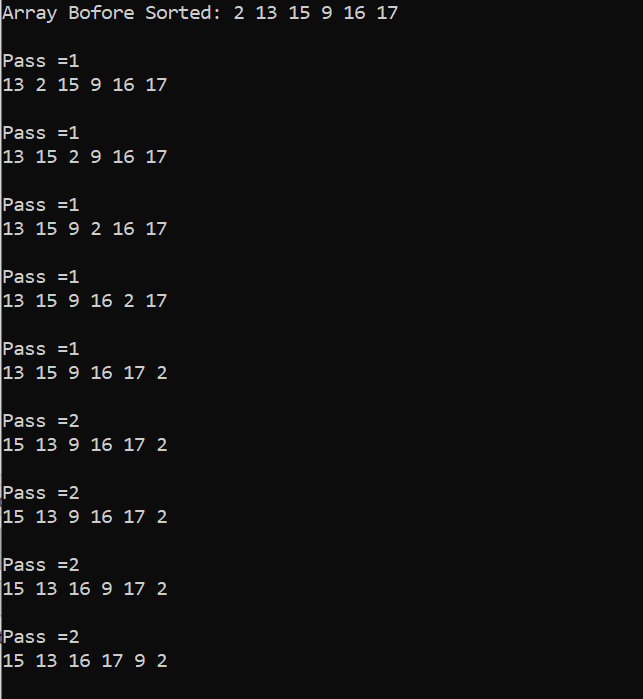 Array Bofore Sorted: 2 13 15 9 16 17
Pass =1
13 2 15 9 16 17
Pass =1
13 15 2 9 16 17
Pass =1
13 15 9 2 16 17
Pass =1
13 15 9 16 2 17
Pass =1
13 15 9 16 17 2
Pass =2
15 13 9 16 17 2
Pass =2
15 13 9 16 17 2
Pass =2
15 13 16 9 17 2
Pass =2
15 13 16 17 9 2